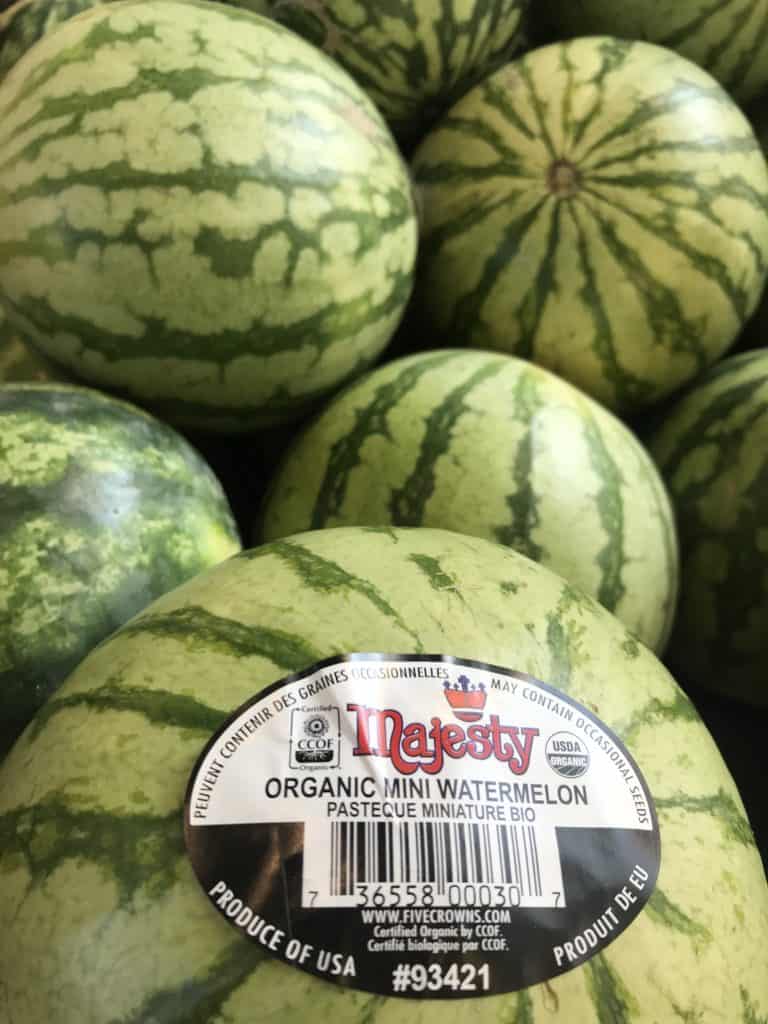 PEUVENT CONTENIR DES GRAINES OCCASIONNELLES
MAY CONTAIN OCCASIONAL SEEDS
Certified
CCOF
Organic
Majesty
USDA
ORGANIC
ORGANIC MINI WATERMELON
PASTEQUE MINIATURE BIO
7 36558 00030 7
WWW.FIVECROWNS.COM
Certified Organic by CCOF.
Certifié biologique par CCOF.
PRODUCE OF USA
#93421
PRODUIT DE EU